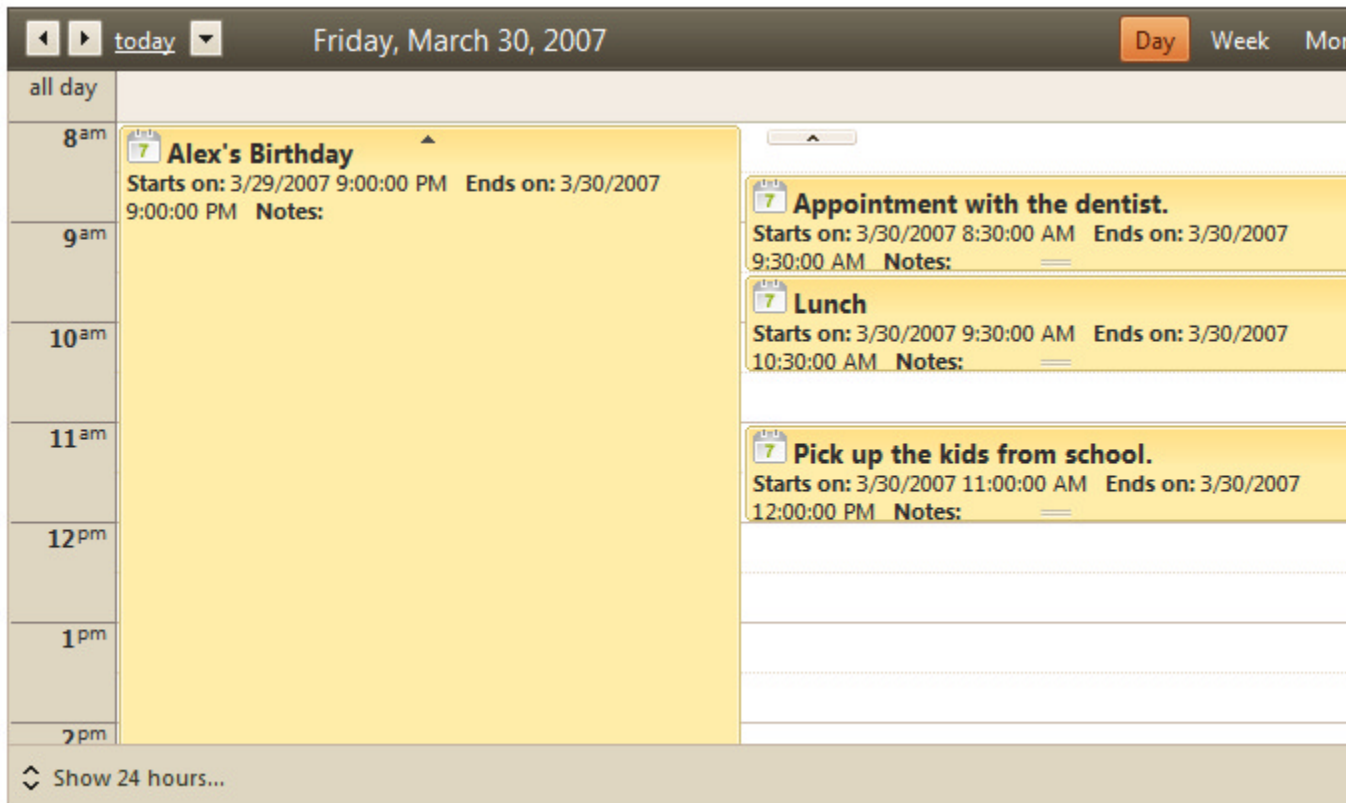 today Friday, March 30, 2007 Day Week Mor
all day
8am
7 Alex's Birthday
Starts on: 3/29/2007 9:00:00 PM Ends on: 3/30/2007
9:00:00 PM Notes:
7 Appointment with the dentist.
Starts on: 3/30/2007 8:30:00 AM Ends on: 3/30/2007
9:30:00 AM Notes:
9am
7 Lunch
Starts on: 3/30/2007 9:30:00 AM Ends on: 3/30/2007
10:30:00 AM Notes:
10am
11am
7 Pick up the kids from school.
Starts on: 3/30/2007 11:00:00 AM Ends on: 3/30/2007
12:00:00 PM Notes:
12pm
1pm
2pm
Show 24 hours...